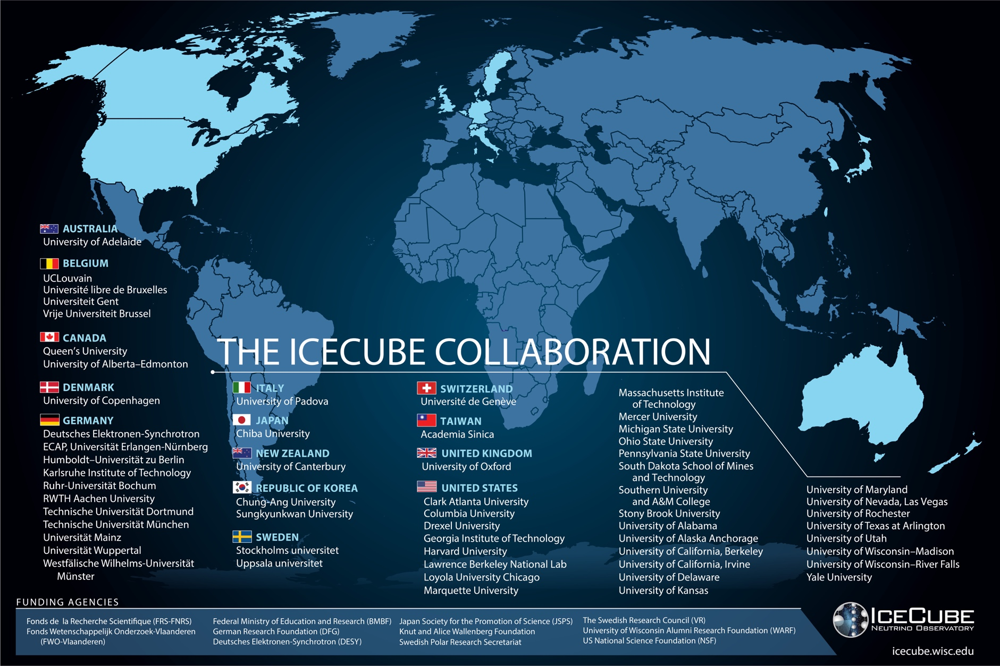 AUSTRALIA
University of Adelaide
BELGIUM
UCLouvain
Université libre de Bruxelles
Universiteit Gent
Vrije Universiteit Brussel
CANADA
Queen’s University
University of Alberta–Edmonton
THE ICECUBE COLLABORATION
DENMARK
University of Copenhagen
GERMANY
Deutsches Elektronen-Synchrotron
ECAP, Universität Erlangen-Nürnberg
Humboldt–Universität zu Berlin
Karlsruhe Institute of Technology
Ruhr-Universität Bochum
RWTH Aachen University
Technische Universität Dortmund
Technische Universität München
Universität Mainz
Universität Wuppertal
Westfälische Wilhelms-Universität
Münster
ITALY
University of Padova
JAPAN
Chiba University
NEW ZEALAND
University of Canterbury
REPUBLIC OF KOREA
Chung-Ang University
Sungkyunkwan University
SWEDEN
Stockholms universitet
Uppsala universitet
SWITZERLAND
Université de Genève
TAIWAN
Academia Sinica
UNITED KINGDOM
University of Oxford
UNITED STATES
Clark Atlanta University
Columbia University
Drexel University
Georgia Institute of Technology
Harvard University
Lawrence Berkeley National Lab
Loyola University Chicago
Marquette University
Massachusetts Institute
of Technology
Mercer University
Michigan State University
Ohio State University
Pennsylvania State University
South Dakota School of Mines
and Technology
Southern University
and A&M College
Stony Brook University
University of Alabama
University of Alaska Anchorage
University of California, Berkeley
University of California, Irvine
University of Delaware
University of Kansas
University of Maryland
University of Nevada, Las Vegas
University of Rochester
University of Texas at Arlington
University of Utah
University of Wisconsin–Madison
University of Wisconsin–River Falls
Yale University
FUNDING AGENCIES
Fonds de la Recherche Scientifique (FRS-FNRS)
Fonds Wetenschappelijk Onderzoek-Vlaanderen
(FWO-Vlaanderen)
Federal Ministry of Education and Research (BMBF)
German Research Foundation (DFG)
Deutsches Elektronen-Synchrotron (DESY)
Japan Society for the Promotion of Science (JSPS)
Knut and Alice Wallenberg Foundation
Swedish Polar Research Secretariat
The Swedish Research Council (VR)
University of Wisconsin Alumni Research Foundation (WARF)
US National Science Foundation (NSF)
ICECUBE
NEUTRINO OBSERVATORY
icecube.wisc.edu